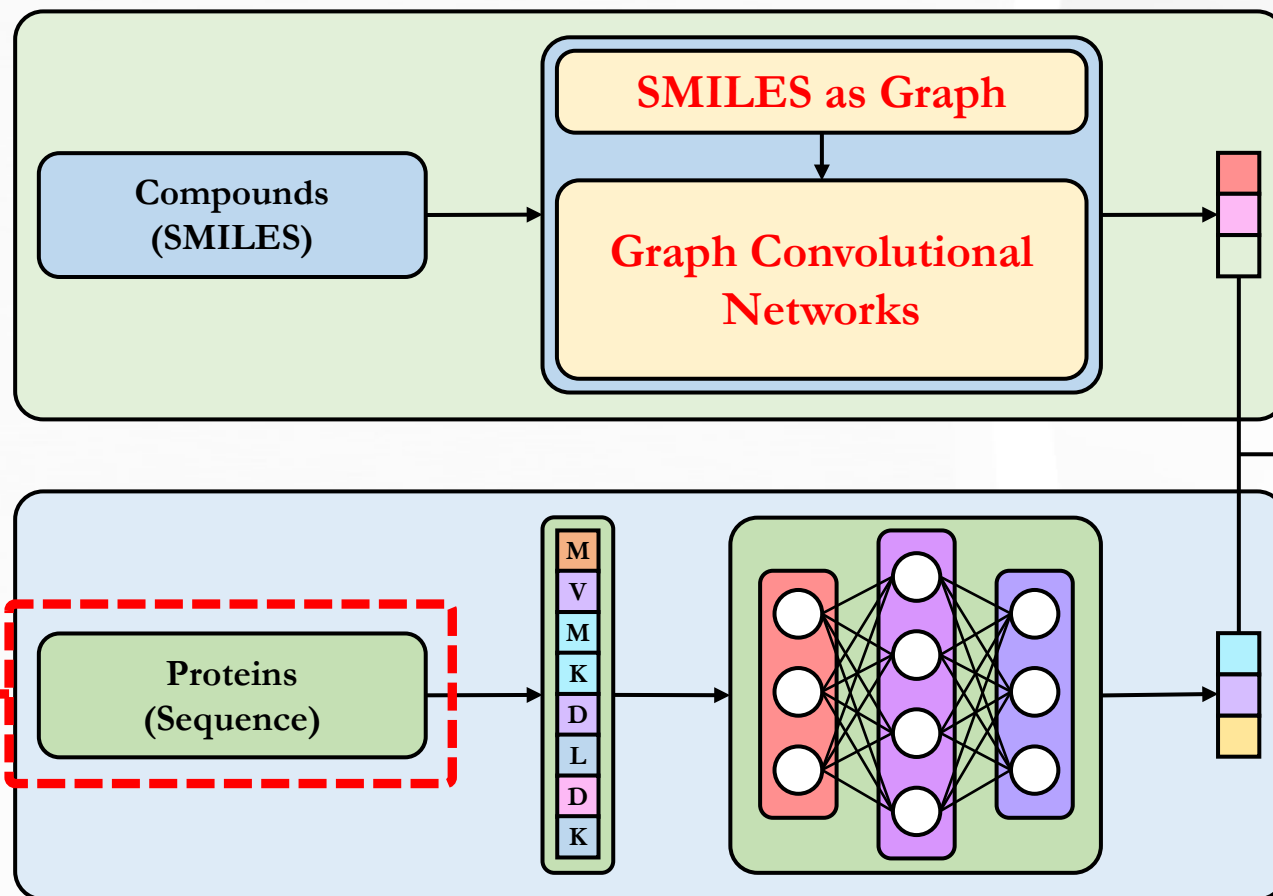 SMILES as Graph
Compounds
(SMILES)
Graph Convolutional
Networks
Proteins
(Sequence)
M
V
M
K
D
L
D
K